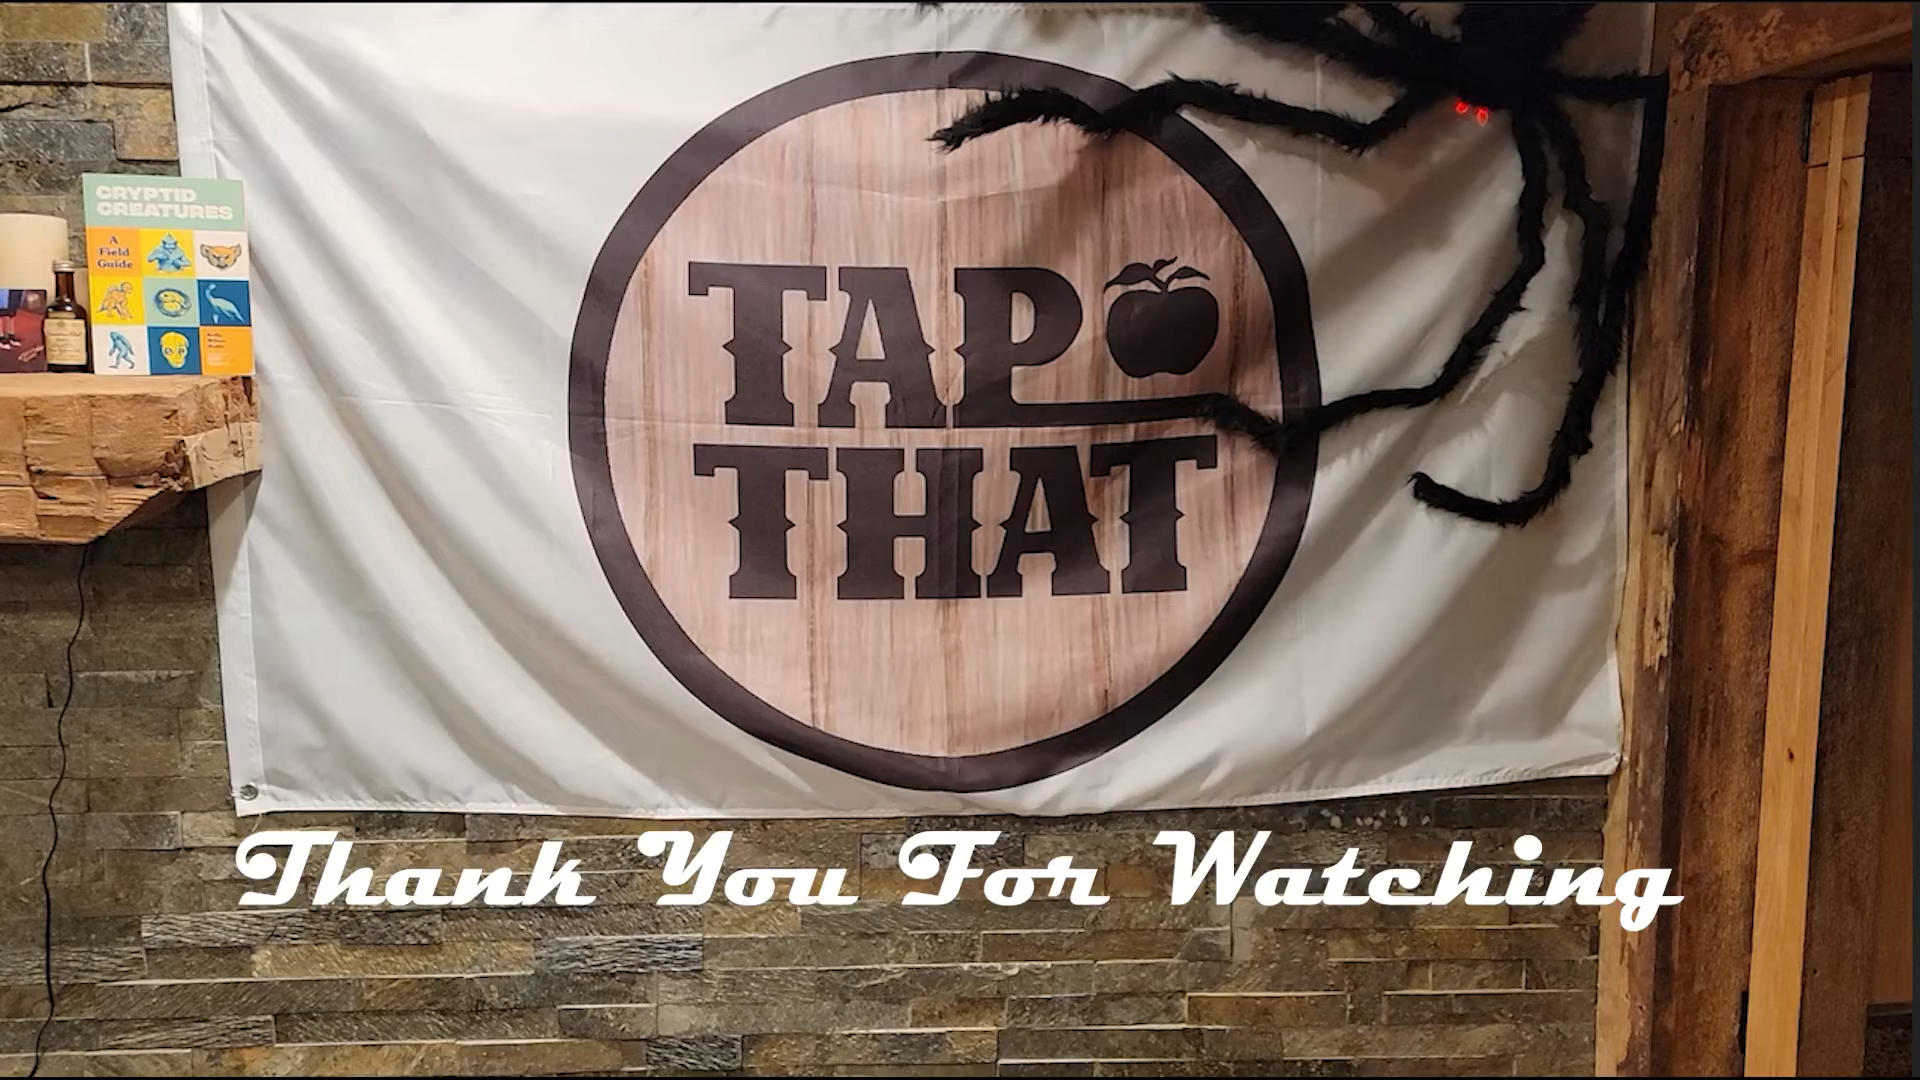 CRYPTID
CREATURES
A
Field
Guide
TAP
THAT
Thank You For Watching